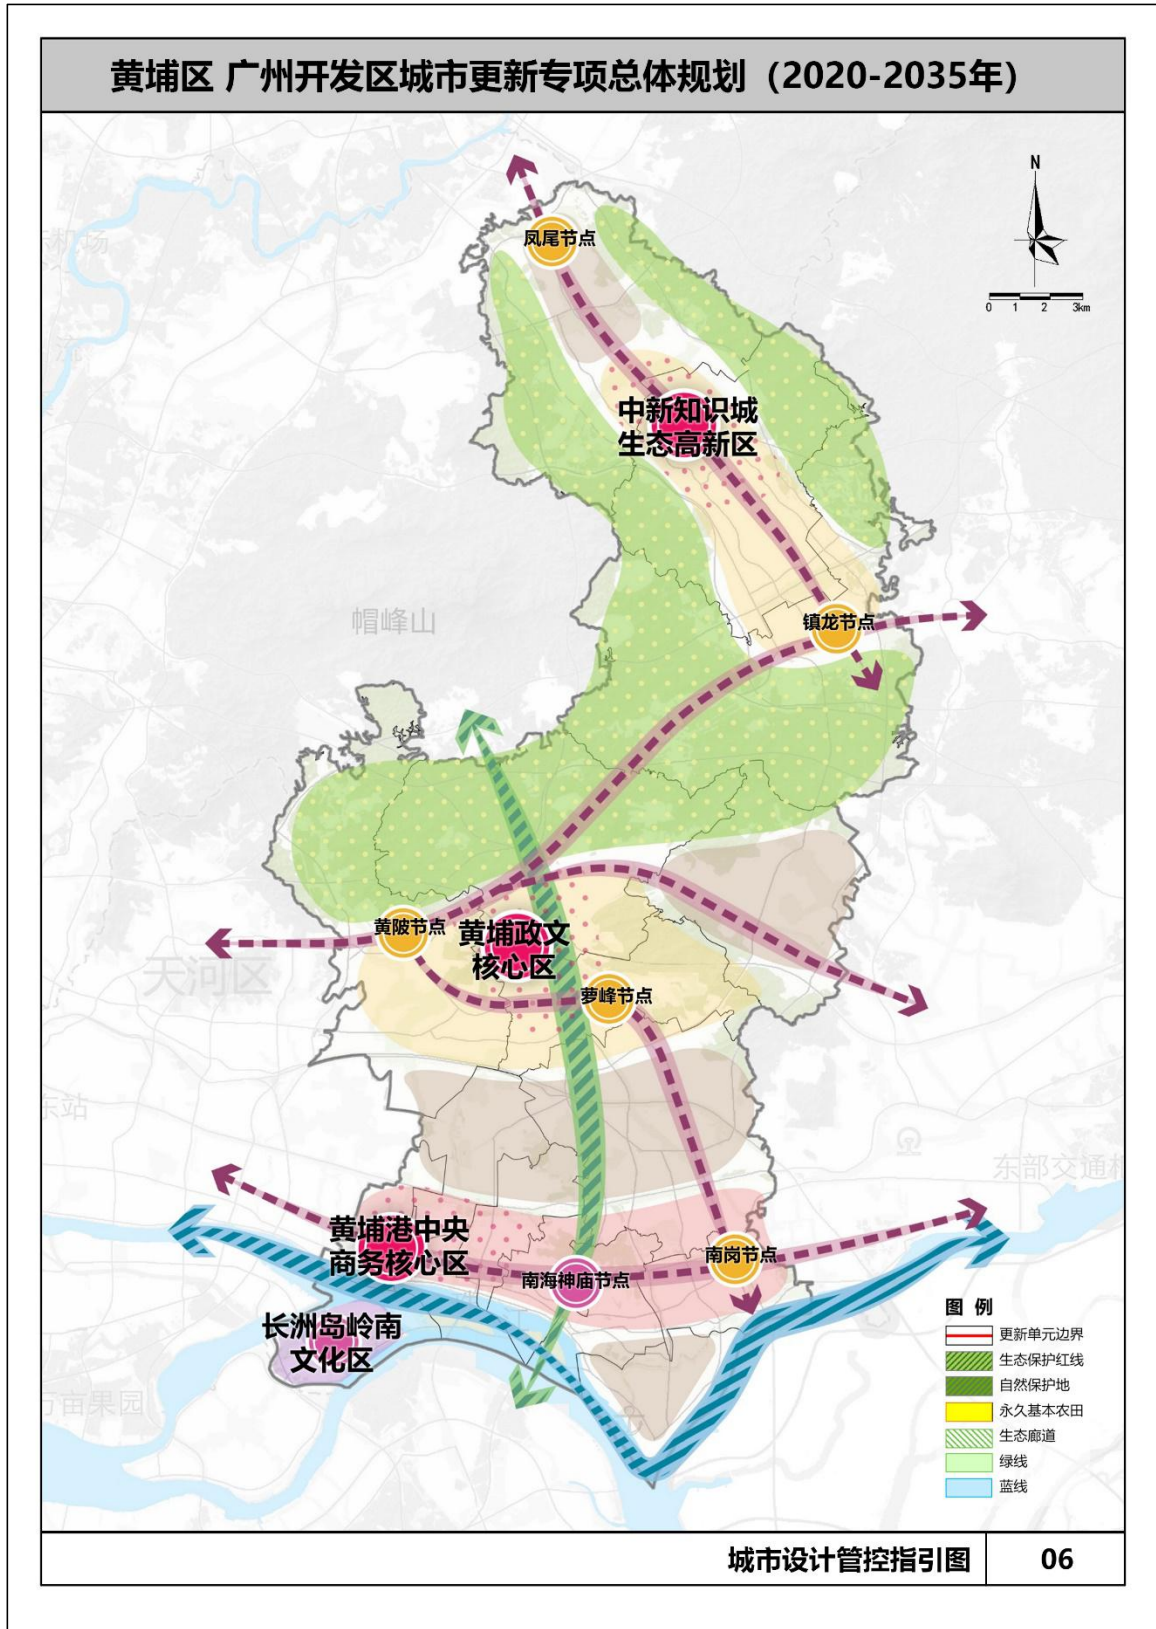 黄埔区 广州开发区城市更新专项总体规划（2020-2035年）
N
0 1 2 3km
凤尾节点
中新知识城
生态高新区
帽峰山
镇龙节点
黄陂节点
黄埔政文
核心区
天河区
萝峰节点
东站
东部交通枢
黄埔港中央
商务核心区
南岗节点
南海神庙节点
长洲岛岭南
文化区
万亩果园
图 例
更新单元边界
生态保护红线
自然保护地
永久基本农田
生态廊道
绿线
蓝线
城市设计管控指引图
06